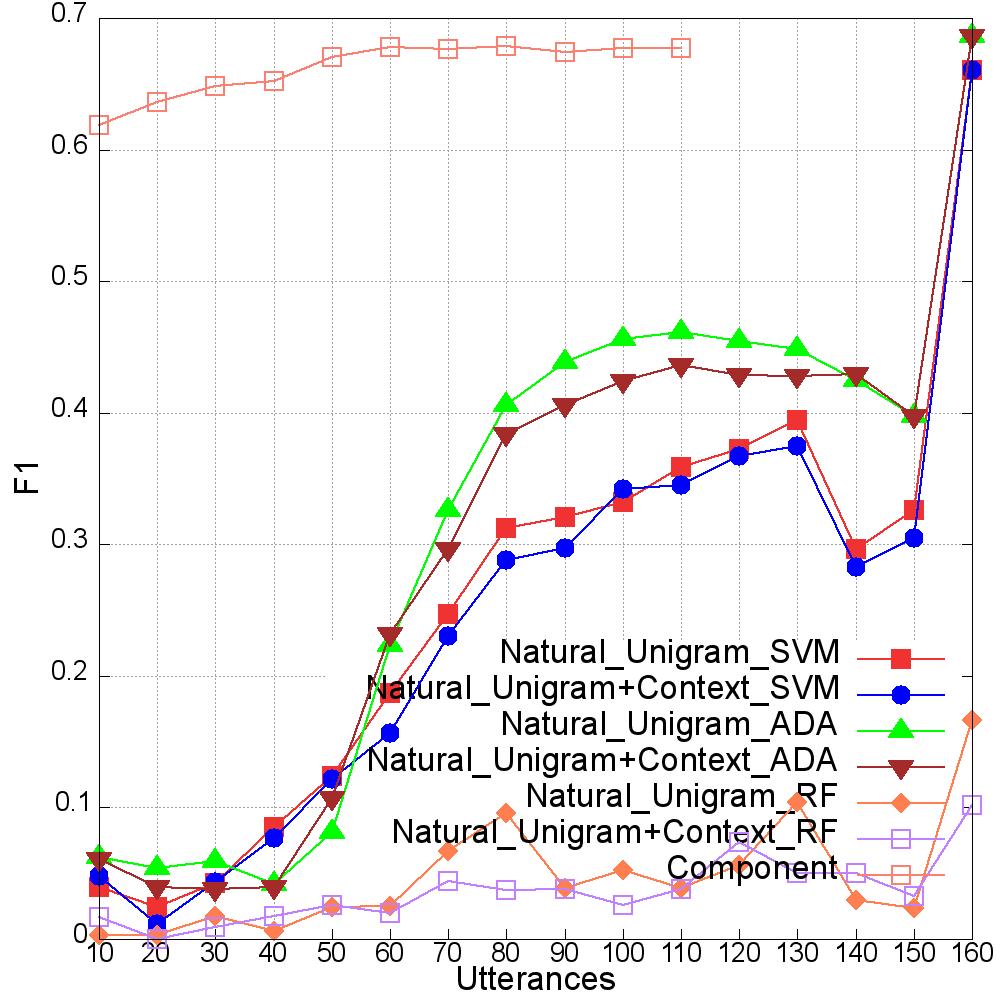 0.7
0.6
0.5
0.4
0.3
0.2
0.1
0
F1
Natural_Unigram_SVM
Natural_Unigram+Context_SVM
Natural_Unigram_ADA
Natural_Unigram+Context_ADA
Natural_Unigram_RF
Natural_Unigram+Context_RF
Component
10 20 30 40 50 60 70 80 90 100 110 120 130 140 150 160
Utterances